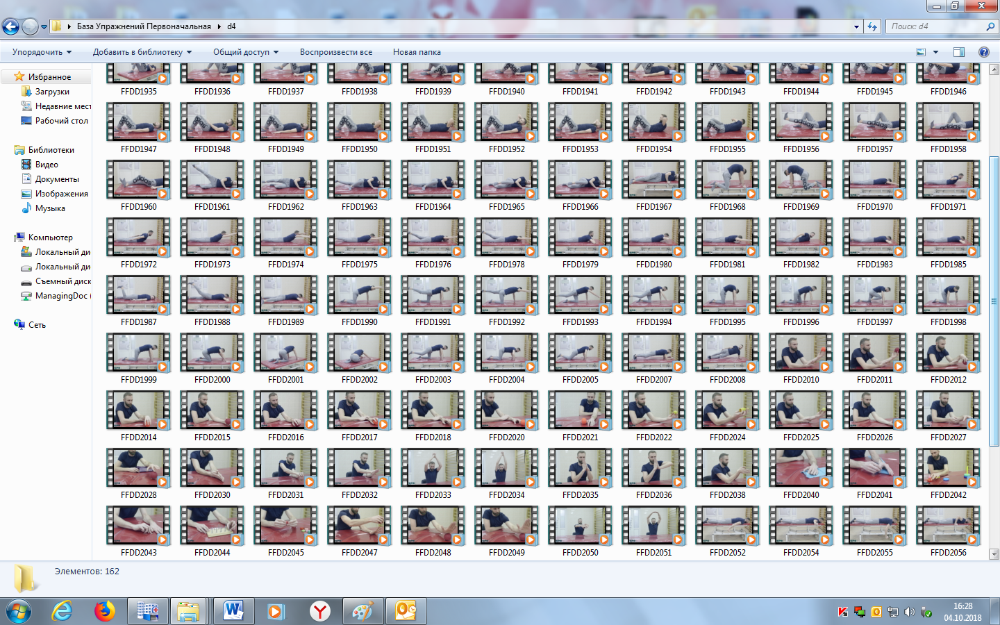 База Упражнений Первоначальная ▸ d4
Поиск: d4
Упорядочить Добавить в библиотеку Общий доступ Воспроизвести все Новая папка
Избранное
Загрузки
Недавние мест
Рабочий стол
Библиотеки
Видео
Документы
Изображения
Музыка
Компьютер
Локальный ди
Локальный ди
Съемный диск
ManagingDoc (
Сеть
FFDD1935 FFDD1936 FFDD1937 FFDD1938 FFDD1939 FFDD1940 FFDD1941 FFDD1942 FFDD1943 FFDD1944 FFDD1945 FFDD1946
FFDD1947 FFDD1948 FFDD1949 FFDD1950 FFDD1951 FFDD1952 FFDD1953 FFDD1954 FFDD1955 FFDD1956 FFDD1957 FFDD1958
FFDD1960 FFDD1961 FFDD1962 FFDD1963 FFDD1964 FFDD1965 FFDD1966 FFDD1967 FFDD1968 FFDD1969 FFDD1970 FFDD1971
FFDD1972 FFDD1973 FFDD1974 FFDD1975 FFDD1976 FFDD1978 FFDD1979 FFDD1980 FFDD1981 FFDD1982 FFDD1983 FFDD1985
FFDD1987 FFDD1988 FFDD1989 FFDD1990 FFDD1991 FFDD1992 FFDD1993 FFDD1994 FFDD1995 FFDD1996 FFDD1997 FFDD1998
FFDD1999 FFDD2000 FFDD2001 FFDD2002 FFDD2003 FFDD2004 FFDD2005 FFDD2007 FFDD2008 FFDD2010 FFDD2011 FFDD2012
FFDD2014 FFDD2015 FFDD2016 FFDD2017 FFDD2018 FFDD2020 FFDD2021 FFDD2022 FFDD2024 FFDD2025 FFDD2026 FFDD2027
FFDD2028 FFDD2030 FFDD2031 FFDD2032 FFDD2033 FFDD2034 FFDD2035 FFDD2036 FFDD2038 FFDD2040 FFDD2041 FFDD2042
FFDD2043 FFDD2044 FFDD2045 FFDD2047 FFDD2048 FFDD2049 FFDD2050 FFDD2051 FFDD2052 FFDD2054 FFDD2055 FFDD2056
Элементов: 162
16:28
04.10.2018